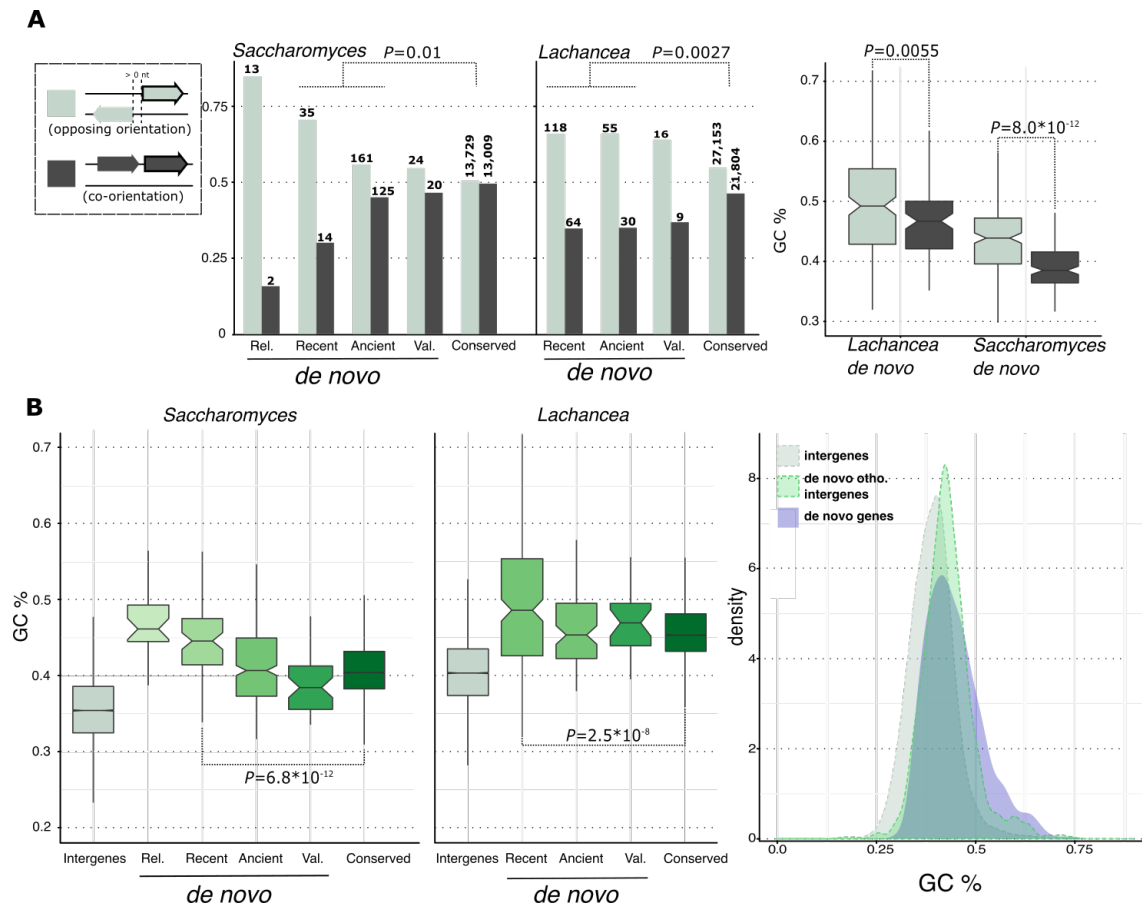 A
Saccharomyces
P=0.01
Lachancea
P=0.0027
> 0 nt
(opposing orientation)
(co-orientation)
0.75
0.5
0.25
0
13
2
35
14
161
125
24
20
13,729
13,009
118
64
55
30
16
9
27,153
21,804
Rel.
Recent
Ancient
Val.
Conserved
de novo
Recent
Ancient
Val.
Conserved
de novo
P=0.0055
P=8.0*10-12
GC %
0.7
0.6
0.5
0.4
0.3
Lachancea
de novo
Saccharomyces
de novo
B
Saccharomyces
Lachancea
GC %
0.7
0.6
0.5
0.4
0.3
0.2
P=6.8*10-12
P=2.5*10-8
Intergenes
Rel.
Recent
Ancient
Val.
Conserved
de novo
Intergenes
Recent
Ancient
Val.
Conserved
de novo
intergenes
de novo otho.
intergenes
de novo genes
density
8
6
4
2
0
0.0
0.25
0.5
0.75
GC %